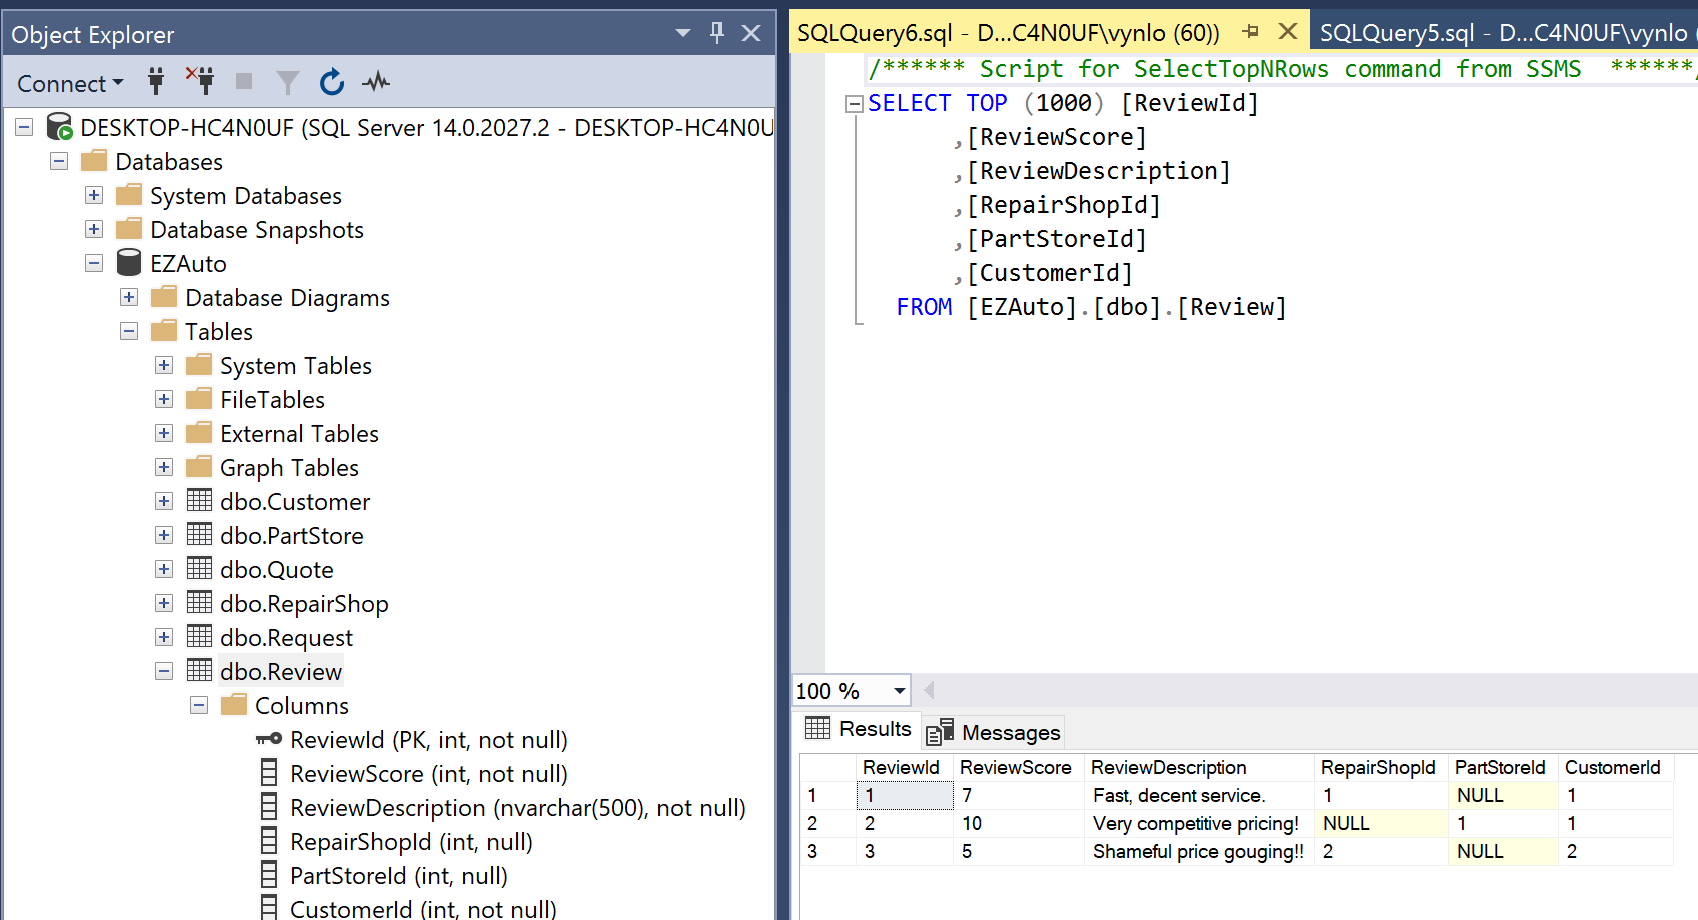 Object Explorer
Connect
DESKTOP-HC4N0UF (SQL Server 14.0.2027.2 - DESKTOP-HC4N0U
Databases
System Databases
Database Snapshots
EZAuto
Database Diagrams
Tables
System Tables
FileTables
External Tables
Graph Tables
dbo.Customer
dbo.PartStore
dbo.Quote
dbo.RepairShop
dbo.Request
dbo.Review
Columns
ReviewId (PK, int, not null)
ReviewScore (int, not null)
ReviewDescription (nvarchar(500), not null)
RepairShopId (int, null)
PartStoreId (int, null)
CustomerId (int, not null)
SQLQuery6.sql - D...C4N0UF\vynlo (60))
SQLQuery5.sql - D...C4N0UF\vynlo (
/****** Script for SelectTopNRows command from SSMS ******/
SELECT TOP (1000) [ReviewId]
,[ReviewScore]
,[ReviewDescription]
,[RepairShopId]
,[PartStoreId]
,[CustomerId]
FROM [EZAuto].[dbo].[Review]
100 %
Results Messages
ReviewId ReviewScore ReviewDescription RepairShopId PartStoreId CustomerId
1 1 7 Fast, decent service. 1 NULL 1
2 2 10 Very competitive pricing! NULL 1 1
3 3 5 Shameful price gouging!! 2 NULL 2